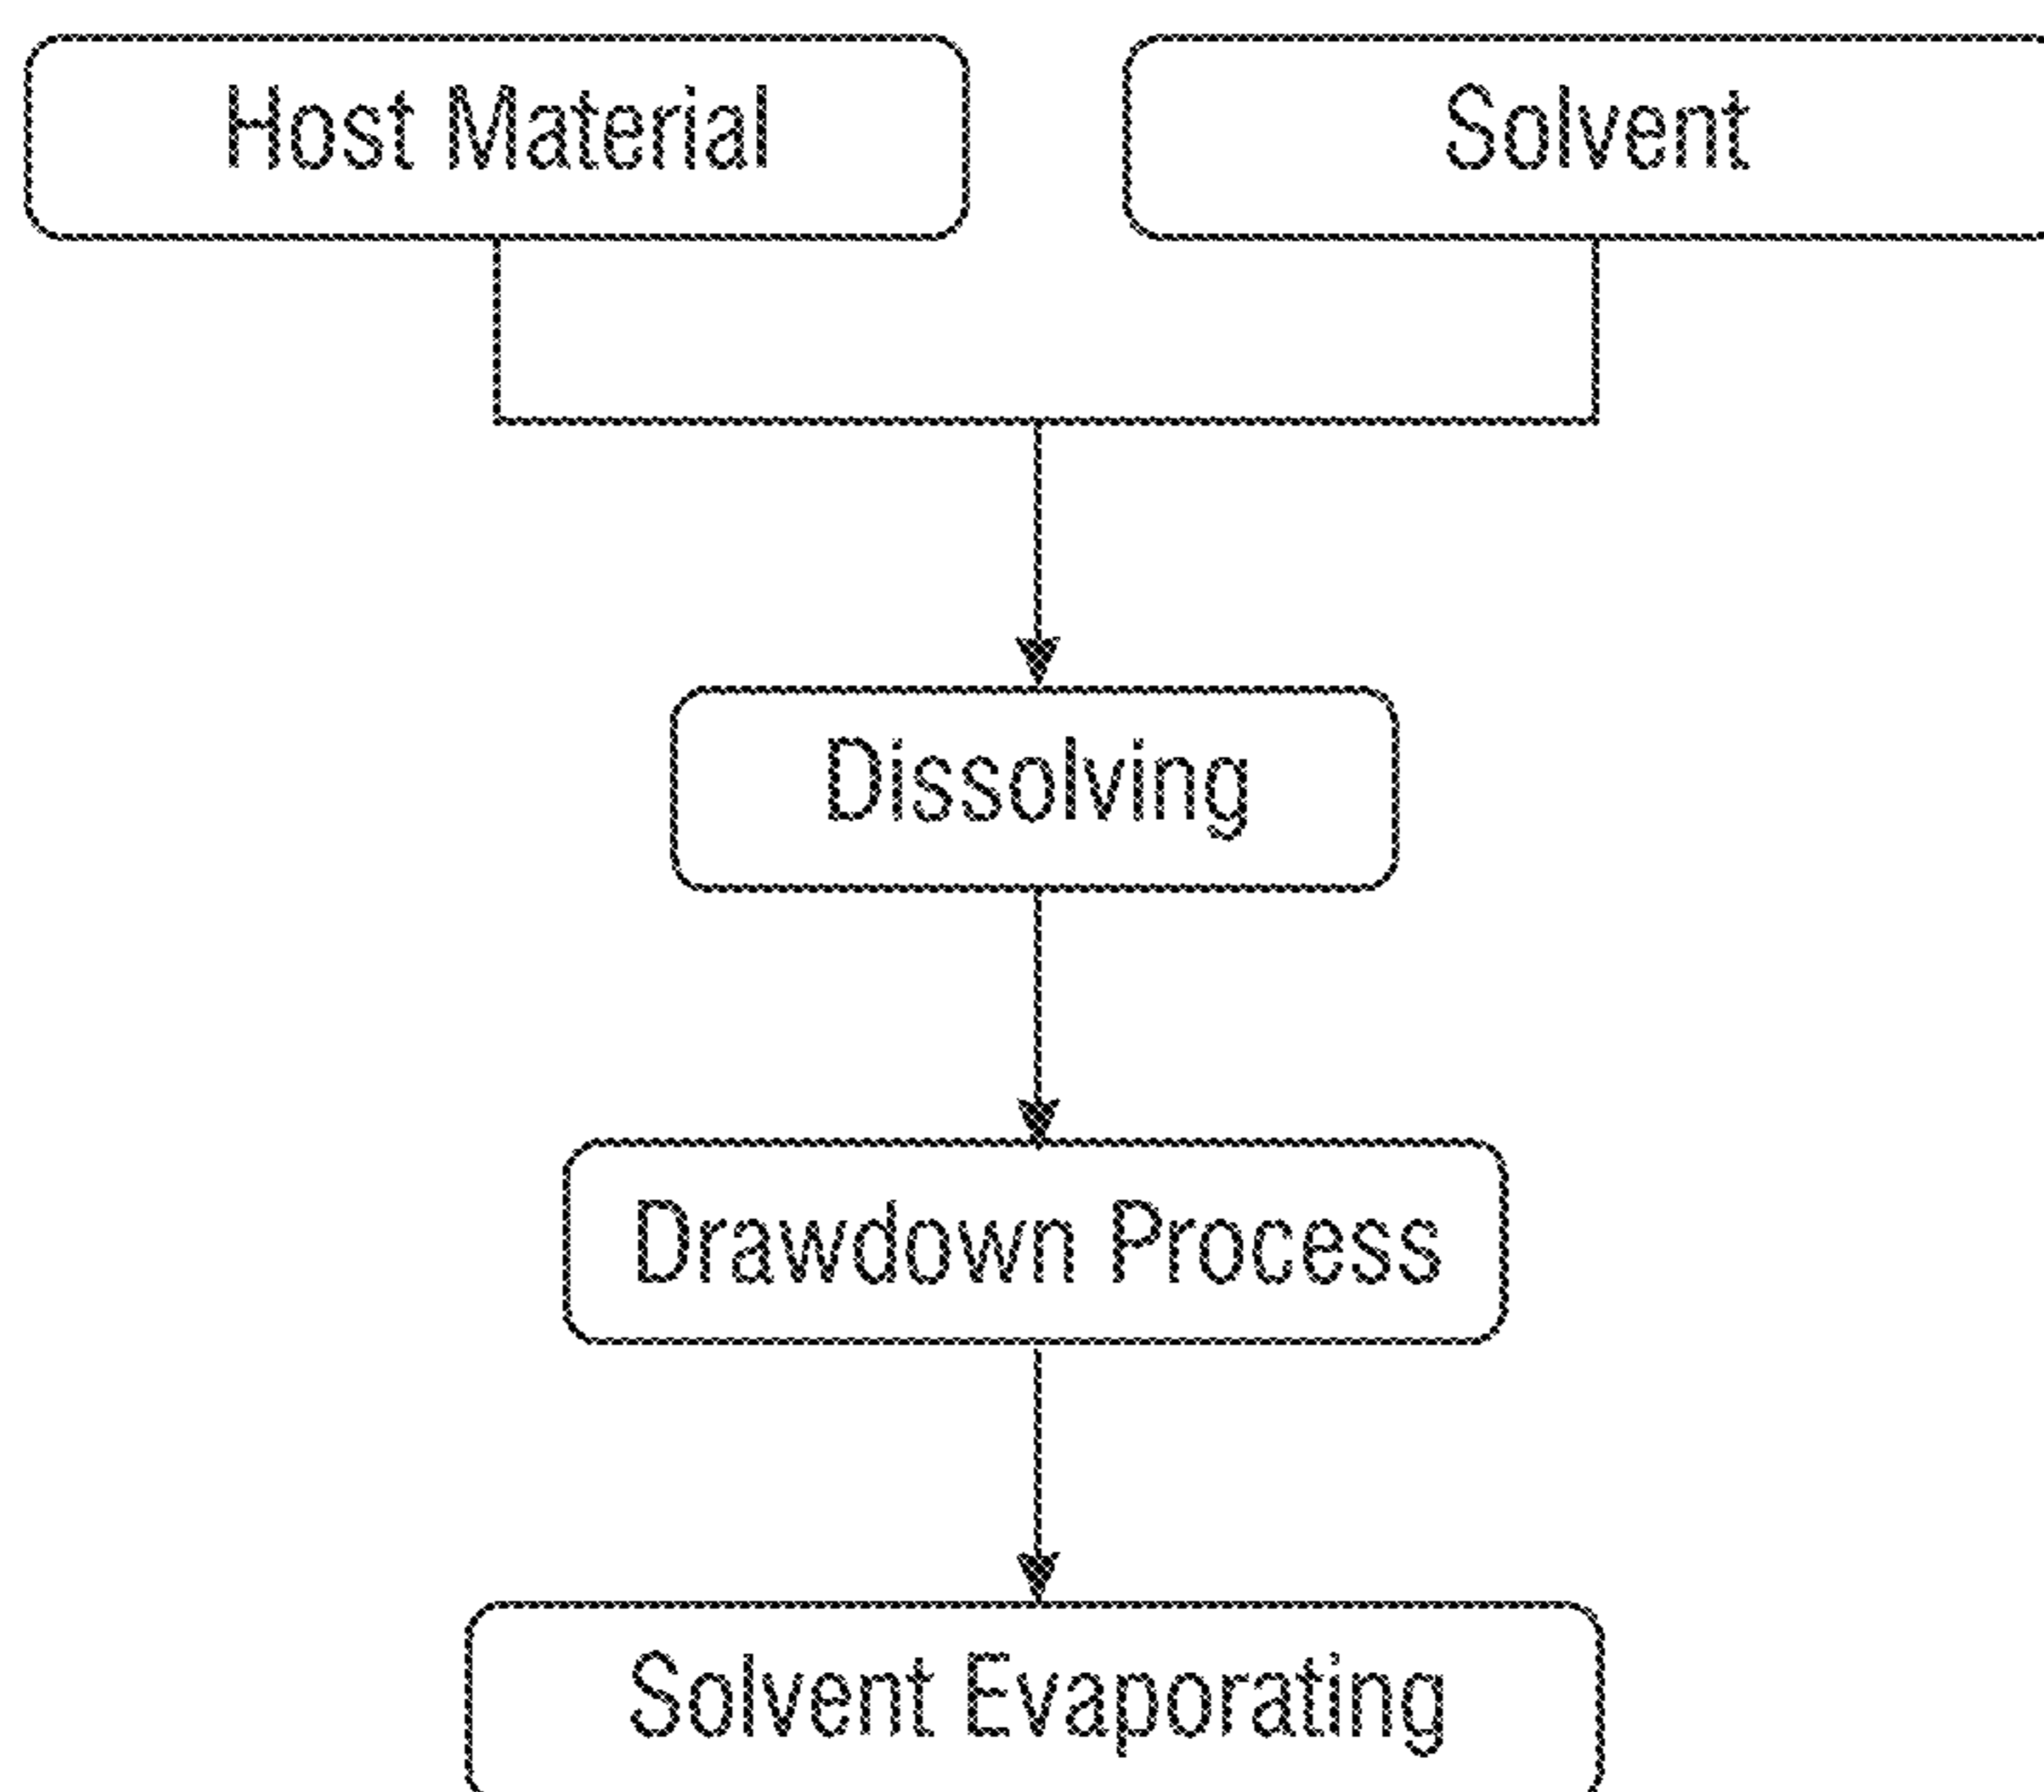 Host Material
Solvent
Dissolving
Drawdown Process
Solvent Evaporating